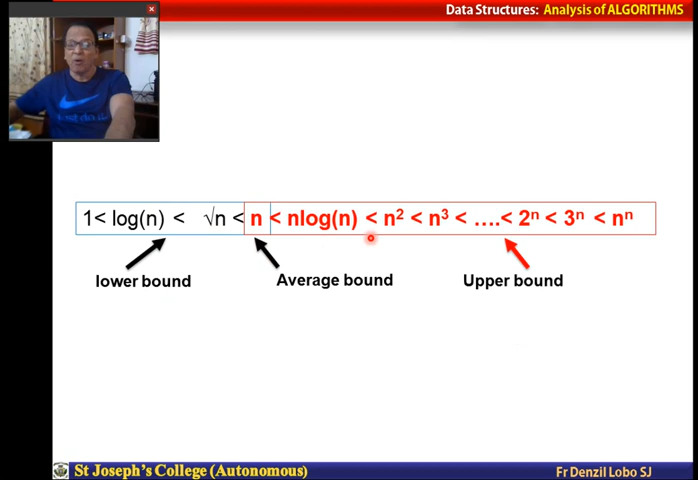 Data Structures: Analysis of ALGORITHMS
1< log(n) < √n < n < nlog(n) < n² < n³ < ....< 2ⁿ < 3ⁿ < nⁿ
lower bound
Average bound
Upper bound
St Joseph's College (Autonomous)
Fr Denzil Lobo SJ